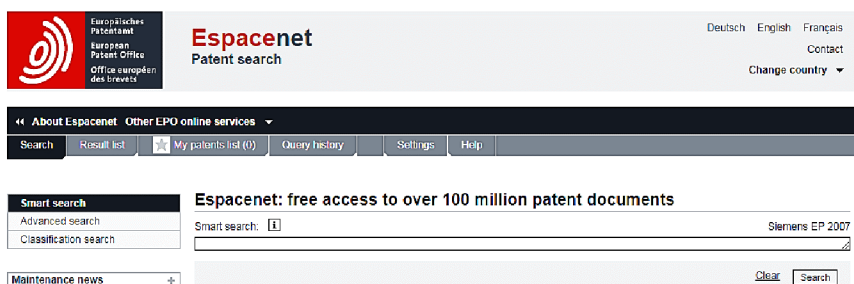 Europäisches
Patentamt
European
Patent Office
Office européen
des brevets
Espacenet
Patent search
Deutsch English Français
Contact
Change country
About Espacenet Other EPO online services
Search Result list My patents list (0) Query history Settings Help
Smart search
Advanced search
Classification search
Maintenance news
Espacenet: free access to over 100 million patent documents
Smart search: i Siemens EP 2007
Clear Search